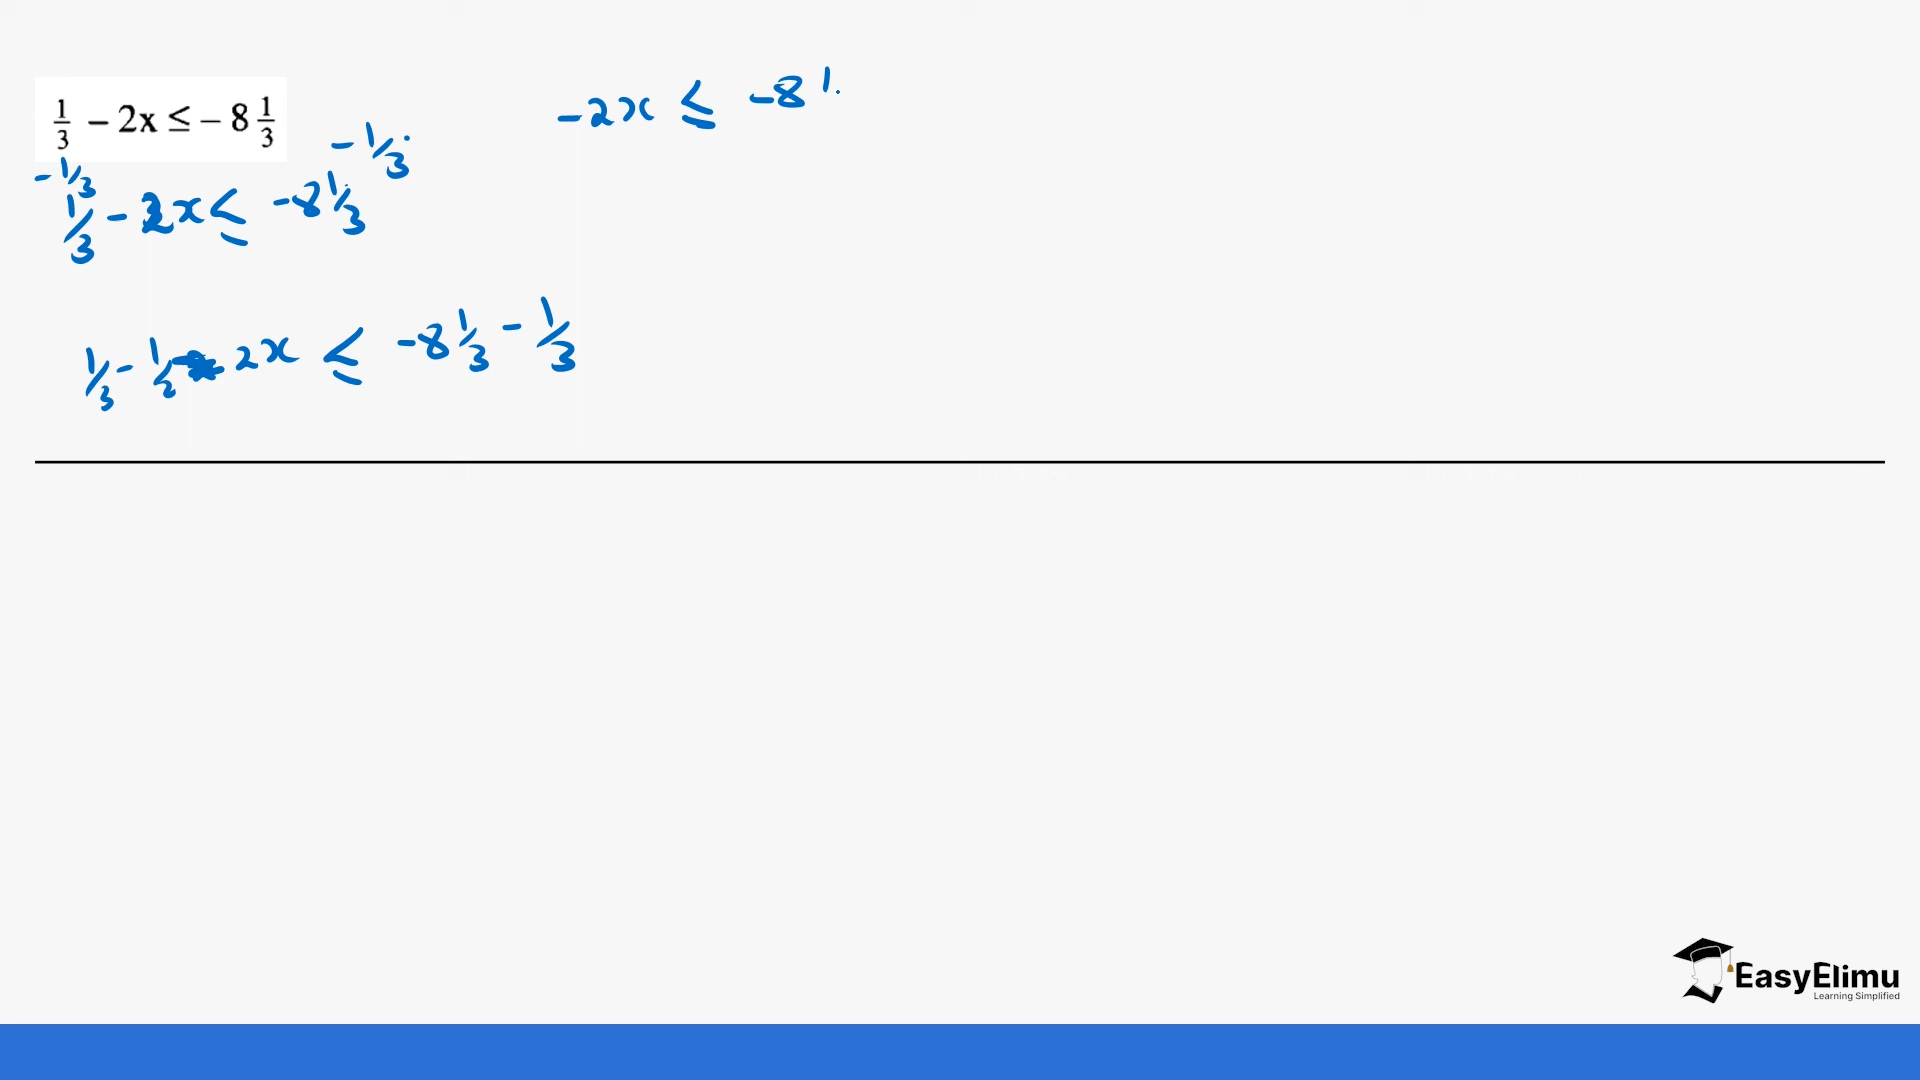 1/3 – 2x ≤ – 8 1/3
-1/3 -1/3
1/3 - 2x ≤ -8 1/3
1/3 - 1/3 - 2x ≤ -8 1/3 - 1/3
-2x ≤ -8 1
EasyElimu
Learning Simplified